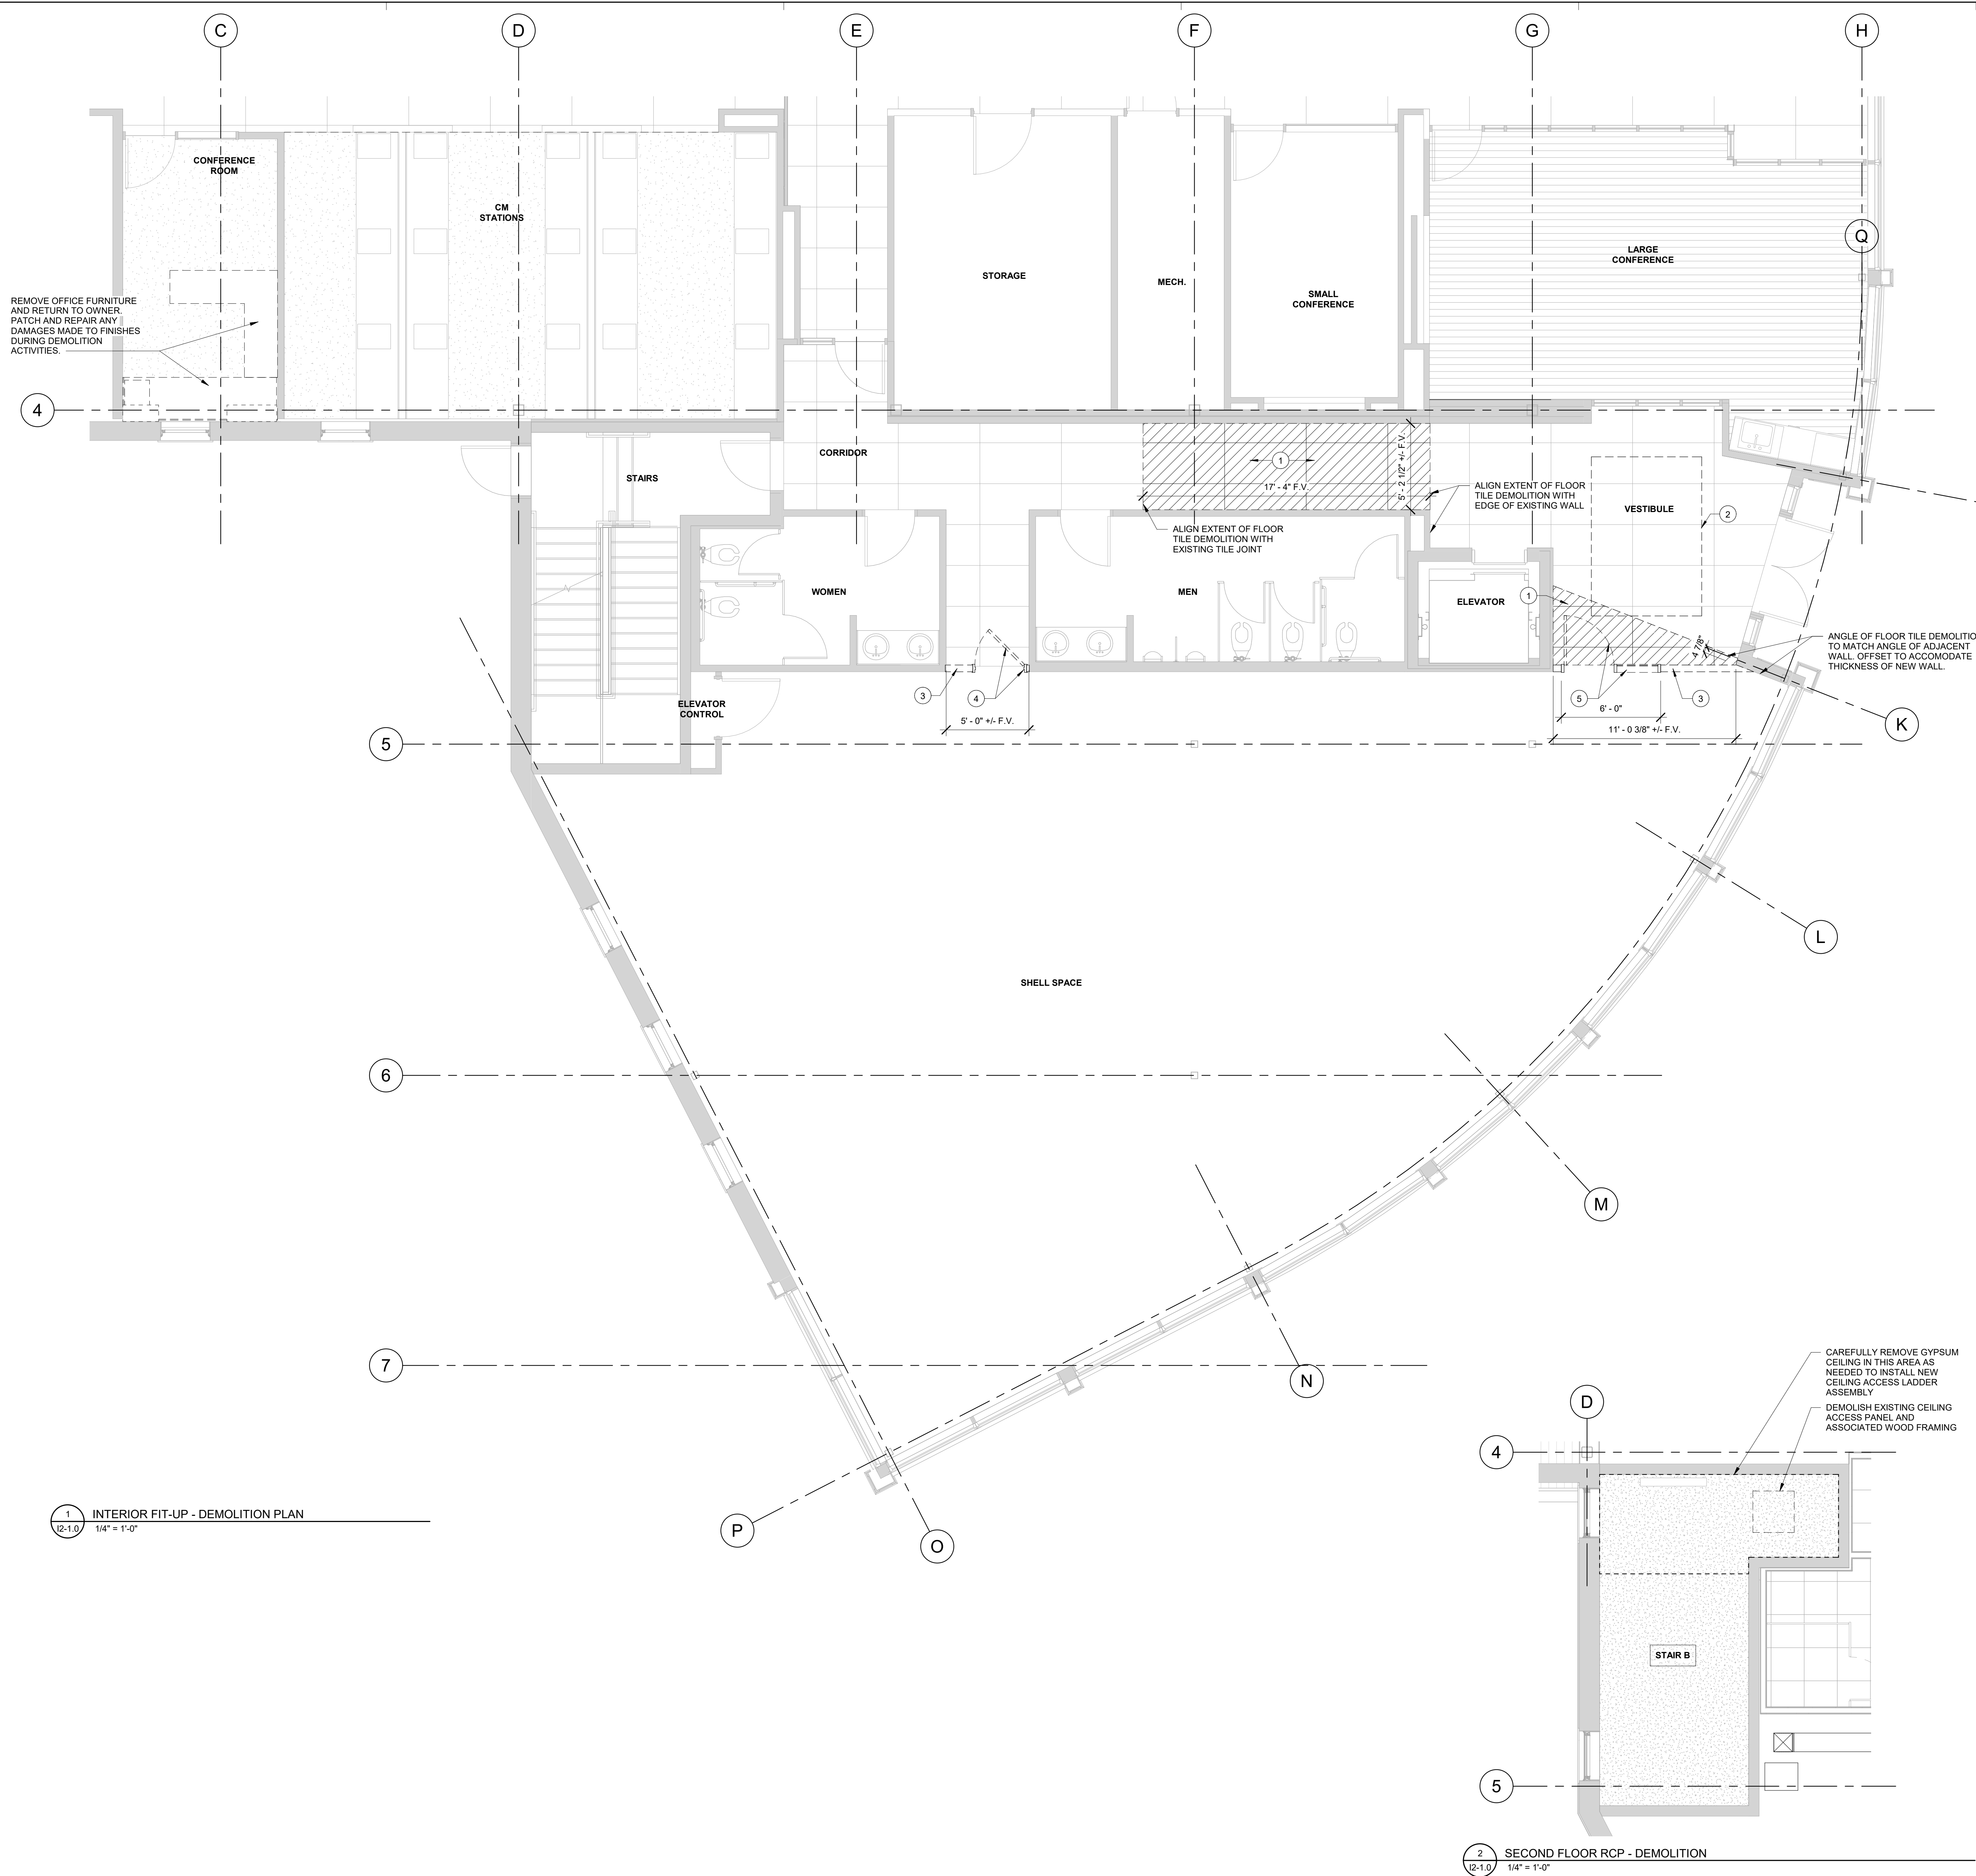 C
D
E
F
G
H
CONFERENCE
ROOM
CM
STATIONS
STORAGE
MECH.
SMALL
CONFERENCE
LARGE
CONFERENCE
Q
REMOVE OFFICE FURNITURE
AND RETURN TO OWNER.
PATCH AND REPAIR ANY
DAMAGES MADE TO FINISHES
DURING DEMOLITION
ACTIVITIES.
4
CORRIDOR
STAIRS
1
17' - 4" F.V.
5' - 2 1/2" +/- F.V.
ALIGN EXTENT OF FLOOR
TILE DEMOLITION WITH
EDGE OF EXISTING WALL
ALIGN EXTENT OF FLOOR
TILE DEMOLITION WITH
EXISTING TILE JOINT
VESTIBULE
2
WOMEN
MEN
ELEVATOR
1
4 7/8"
ANGLE OF FLOOR TILE DEMOLITIO
TO MATCH ANGLE OF ADJACENT
WALL. OFFSET TO ACCOMODATE
THICKNESS OF NEW WALL.
ELEVATOR
CONTROL
3
4
5' - 0" +/- F.V.
5
3
6' - 0"
11' - 0 3/8" +/- F.V.
K
5
L
SHELL SPACE
6
M
7
N
P
O
1
I2-1.0
INTERIOR FIT-UP - DEMOLITION PLAN
1/4" = 1'-0"
CAREFULLY REMOVE GYPSUM
CEILING IN THIS AREA AS
NEEDED TO INSTALL NEW
CEILING ACCESS LADDER
ASSEMBLY
DEMOLISH EXISTING CEILING
ACCESS PANEL AND
ASSOCIATED WOOD FRAMING
D
4
STAIR B
5
2
I2-1.0
SECOND FLOOR RCP - DEMOLITION
1/4" = 1'-0"